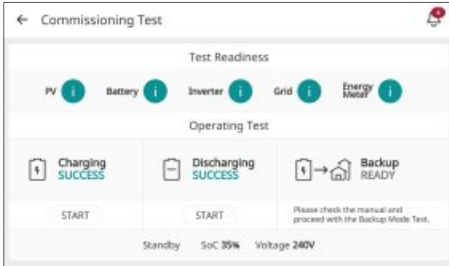 Commissioning Test
4
Test Readiness
PV i Battery i Inverter i Grid i Energy
Meter i
Operating Test
Charging
SUCCESS
Discharging
SUCCESS
Backup
READY
START
START
Please check the manual and
proceed with the Backup Mode Test.
Standby SoC 35% Voltage 240V